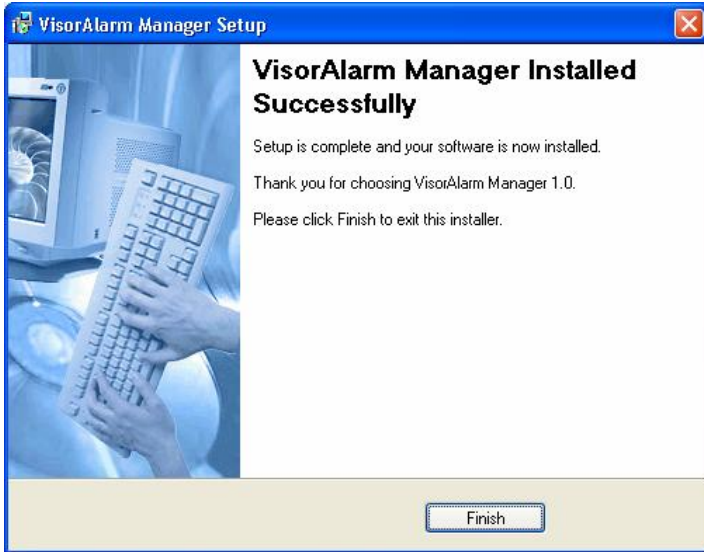 VisorAlarm Manager Setup
VisorAlarm Manager Installed
Successfully
Setup is complete and your software is now installed.
Thank you for choosing VisorAlarm Manager 1.0.
Please click Finish to exit this installer.
Finish